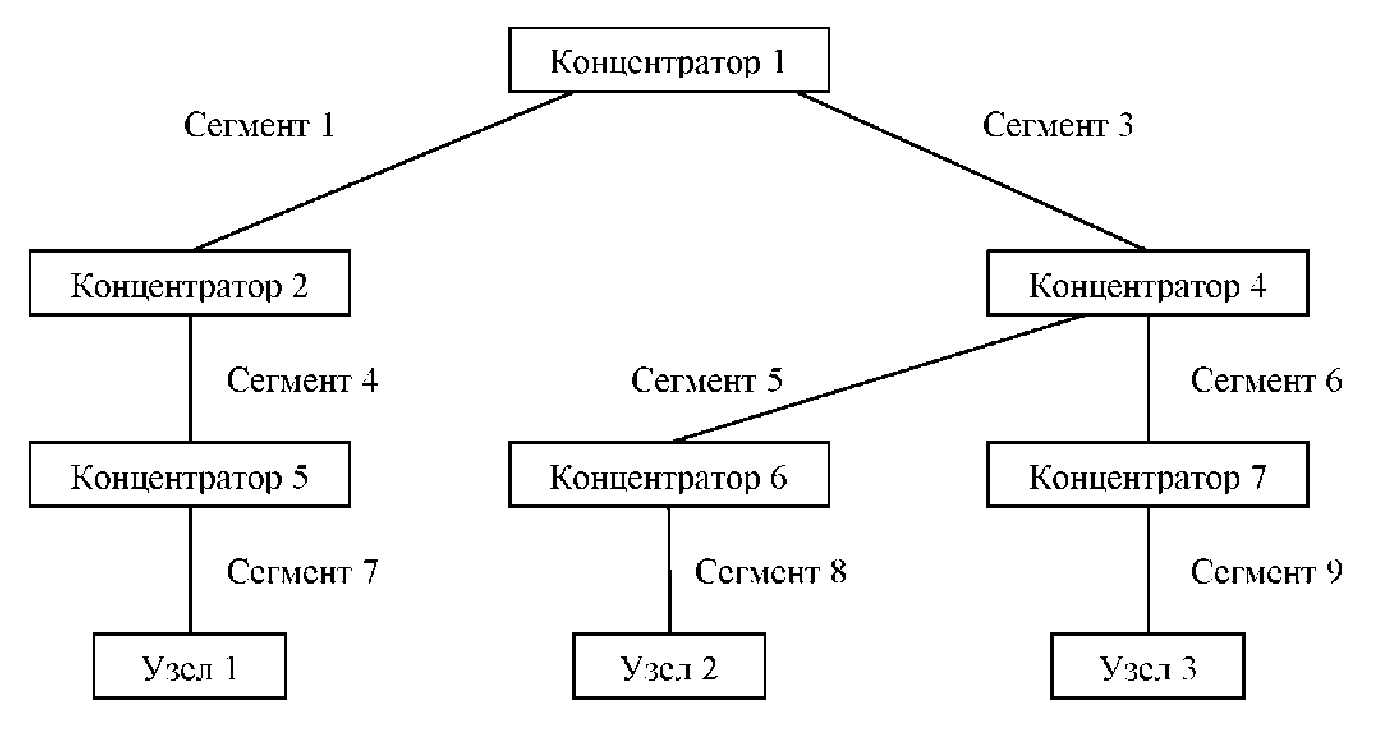 Концентратор 1
Сегмент 1
Сегмент 3
Концентратор 2
Концентратор 4
Сегмент 4
Сегмент 5
Сегмент 6
Концентратор 5
Концентратор 6
Концентратор 7
Сегмент 7
Сегмент 8
Сегмент 9
Узел 1
Узел 2
Узел 3